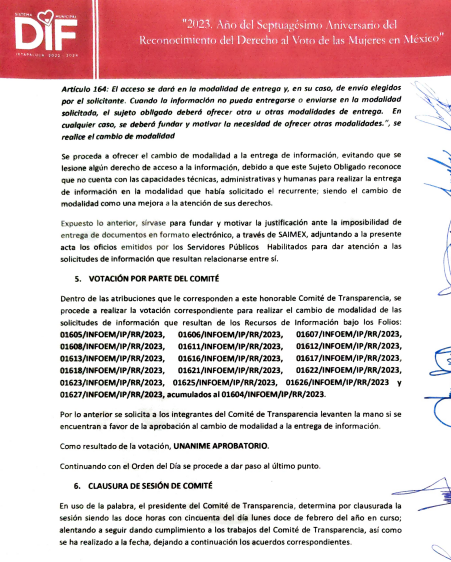 SISTEMA MUNICIPAL
DIF
IXTAPALUCA 2022 - 2024
"2023. Año del Septuagésimo Aniversario del
Reconocimiento del Derecho al Voto de las Mujeres en México"
Artículo 164: El acceso se dará en la modalidad de entrega y, en su caso, de envío elegidos
por el solicitante. Cuando la información no pueda entregarse o enviarse en la modalidad
solicitada, el sujeto obligado deberá ofrecer otra u otras modalidades de entrega. En
cualquier caso, se deberá fundar y motivar la necesidad de ofrecer otras modalidades.", se
realice el cambio de modalidad
Se proceda a ofrecer el cambio de modalidad a la entrega de información, evitando que se
lesione algún derecho de acceso a la información, debido a que este Sujeto Obligado reconoce
que no cuenta con las capacidades técnicas, administrativas y humanas para realizar la entrega
de información en la modalidad que había solicitado el recurrente; siendo el cambio de
modalidad como una mejora a la atención de sus derechos.
Expuesto lo anterior, sírvase para fundar y motivar la justificación ante la imposibilidad de
entrega de documentos en formato electrónico, a través de SAIMEX, adjuntando a la presente
acta los oficios emitidos por los Servidores Públicos Habilitados para dar atención a las
solicitudes de información que resultan relacionarse entre sí.
5. VOTACIÓN POR PARTE DEL COMITÉ
Dentro de las atribuciones que le corresponden a este honorable Comité de Transparencia, se
procede a realizar la votación correspondiente para realizar el cambio de modalidad de las
solicitudes de información que resultan de los Recursos de Información bajo los Folios:
01605/INFOEM/IP/RR/2023, 01606/INFOEM/IP/RR/2023, 01607/INFOEM/IP/RR/2023,
01608/INFOEM/IP/RR/2023, 01611/INFOEM/IP/RR/2023, 01612/INFOEM/IP/RR/2023,
01613/INFOEM/IP/RR/2023, 01616/INFOEM/IP/RR/2023, 01617/INFOEM/IP/RR/2023,
01618/INFOEM/IP/RR/2023, 01621/INFOEM/IP/RR/2023, 01622/INFOEM/IP/RR/2023,
01623/INFOEM/IP/RR/2023, 01625/INFOEM/IP/RR/2023, 01626/INFOEM/IP/RR/2023 y
01627/INFOEM/IP/RR/2023, acumulados al 01604/INFOEM/IP/RR/2023.
Por lo anterior se solicita a los integrantes del Comité de Transparencia levanten la mano si se
encuentran a favor de la aprobación al cambio de modalidad a la entrega de información.
Como resultado de la votación, UNANIME APROBATORIO.
Continuando con el Orden del Día se procede a dar paso al último punto.
6. CLAUSURA DE SESIÓN DE COMITÉ
En uso de la palabra, el presidente del Comité de Transparencia, determina por clausurada la
sesión siendo las doce horas con cincuenta del día lunes doce de febrero del año en curso;
alentando a seguir dando cumplimiento a los trabajos del Comité de Transparencia, así como
se ha realizado a la fecha, dejando a continuación los acuerdos correspondientes.